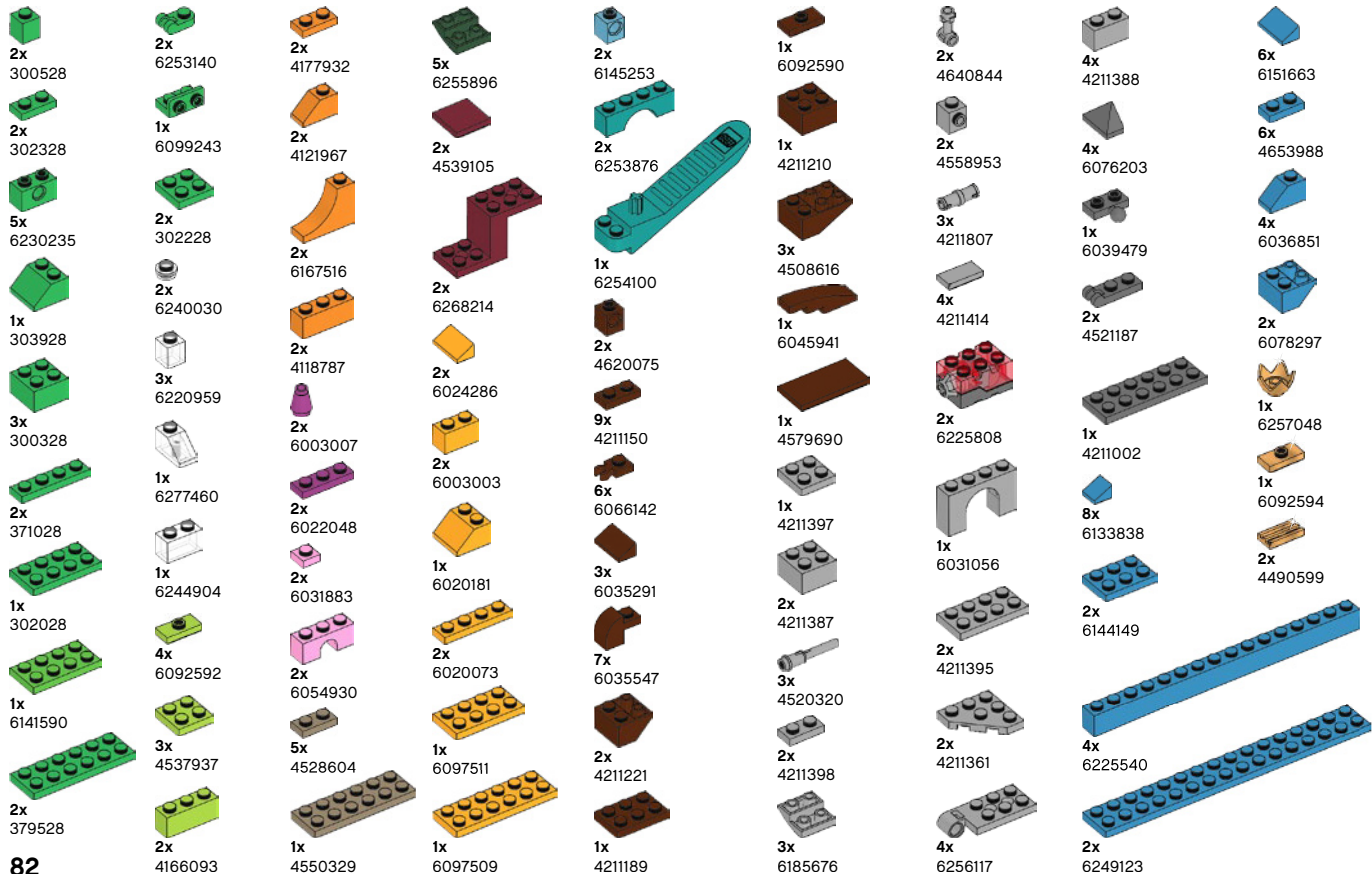 2x
300528
2x
302328
5x
6230235
1x
303928
3x
300328
2x
371028
1x
302028
1x
6141590
2x
379528
82
2x
6253140
1x
6099243
2x
302228
2x
6240030
3x
6220959
1x
6277460
1x
6244904
4x
6092592
3x
4537937
2x
4166093
2x
4177932
2x
4121967
2x
6167516
2x
4118787
2x
6003007
2x
6022048
2x
6031883
2x
6054930
5x
4528604
1x
4550329
5x
6255896
2x
4539105
2x
6268214
2x
6024286
2x
6003003
1x
6020181
2x
6020073
1x
6097511
1x
6097509
2x
6145253
2x
6253876
1x
6254100
2x
4620075
9x
4211150
6x
6066142
3x
6035291
7x
6035547
2x
4211221
1x
4211189
1x
6092590
1x
4211210
3x
4508616
1x
6045941
1x
4579690
1x
4211397
2x
4211387
3x
4520320
2x
4211398
3x
6185676
2x
4640844
2x
4558953
3x
4211807
4x
4211414
2x
6225808
1x
6031056
2x
4211395
2x
4211361
4x
6256117
4x
4211388
4x
6076203
1x
6039479
2x
4521187
1x
4211002
8x
6133838
2x
6144149
4x
6225540
2x
6249123
6x
6151663
6x
4653988
4x
6036851
2x
6078297
1x
6257048
1x
6092594
2x
4490599